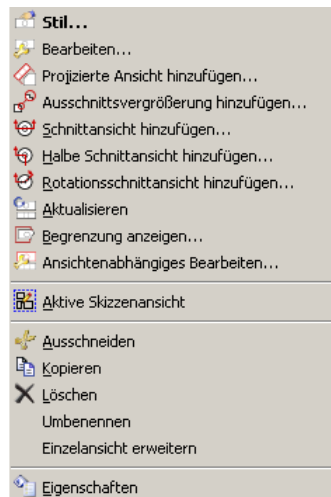 Stil...
Bearbeiten...
Projizierte Ansicht hinzufügen...
Ausschnittsvergrößerung hinzufügen...
Schnittansicht hinzufügen...
Halbe Schnittansicht hinzufügen...
Rotationsschnittansicht hinzufügen...
Aktualisieren
Begrenzung anzeigen...
Ansichtenabhängiges Bearbeiten...
Aktive Skizzenansicht
Ausschneiden
Kopieren
Löschen
Umbenennen
Einzelansicht erweitern
Eigenschaften